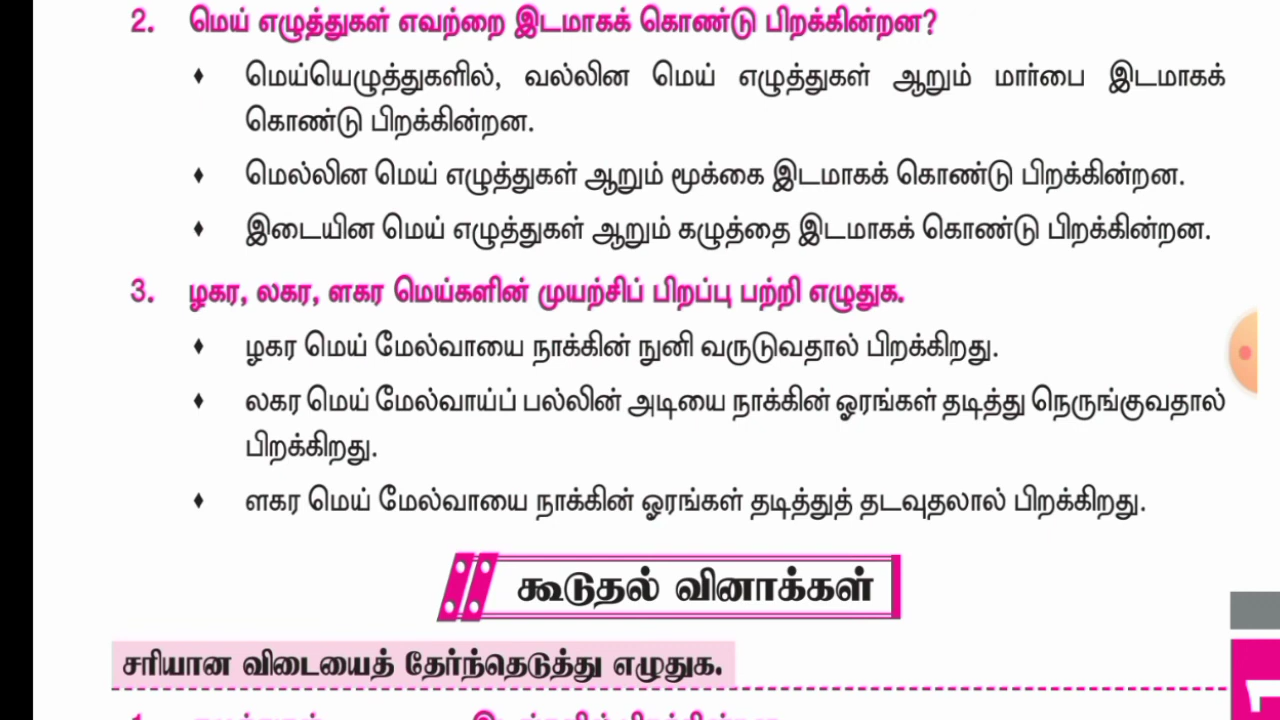 2. மெய் எழுத்துகள் எவற்றை இடமாகக் கொண்டு பிறக்கின்றன?
♦ மெய்யெழுத்துகளில், வல்லின மெய் எழுத்துகள் ஆறும் மார்பை இடமாகக்
கொண்டு பிறக்கின்றன.
♦ மெல்லின மெய் எழுத்துகள் ஆறும் மூக்கை இடமாகக் கொண்டு பிறக்கின்றன.
♦ இடையின மெய் எழுத்துகள் ஆறும் கழுத்தை இடமாகக் கொண்டு பிறக்கின்றன.
3. ழகர, லகர, ளகர மெய்களின் முயற்சிப் பிறப்பு பற்றி எழுதுக.
♦ ழகர மெய் மேல்வாயை நாக்கின் நுனி வருடுவதால் பிறக்கிறது.
♦ லகர மெய் மேல்வாய்ப் பல்லின் அடியை நாக்கின் ஓரங்கள் தடித்து நெருங்குவதால்
பிறக்கிறது.
♦ ளகர மெய் மேல்வாயை நாக்கின் ஓரங்கள் தடித்துத் தடவுதலால் பிறக்கிறது.
கூடுதல் வினாக்கள்
சரியான விடையைத் தேர்ந்தெடுத்து எழுதுக.